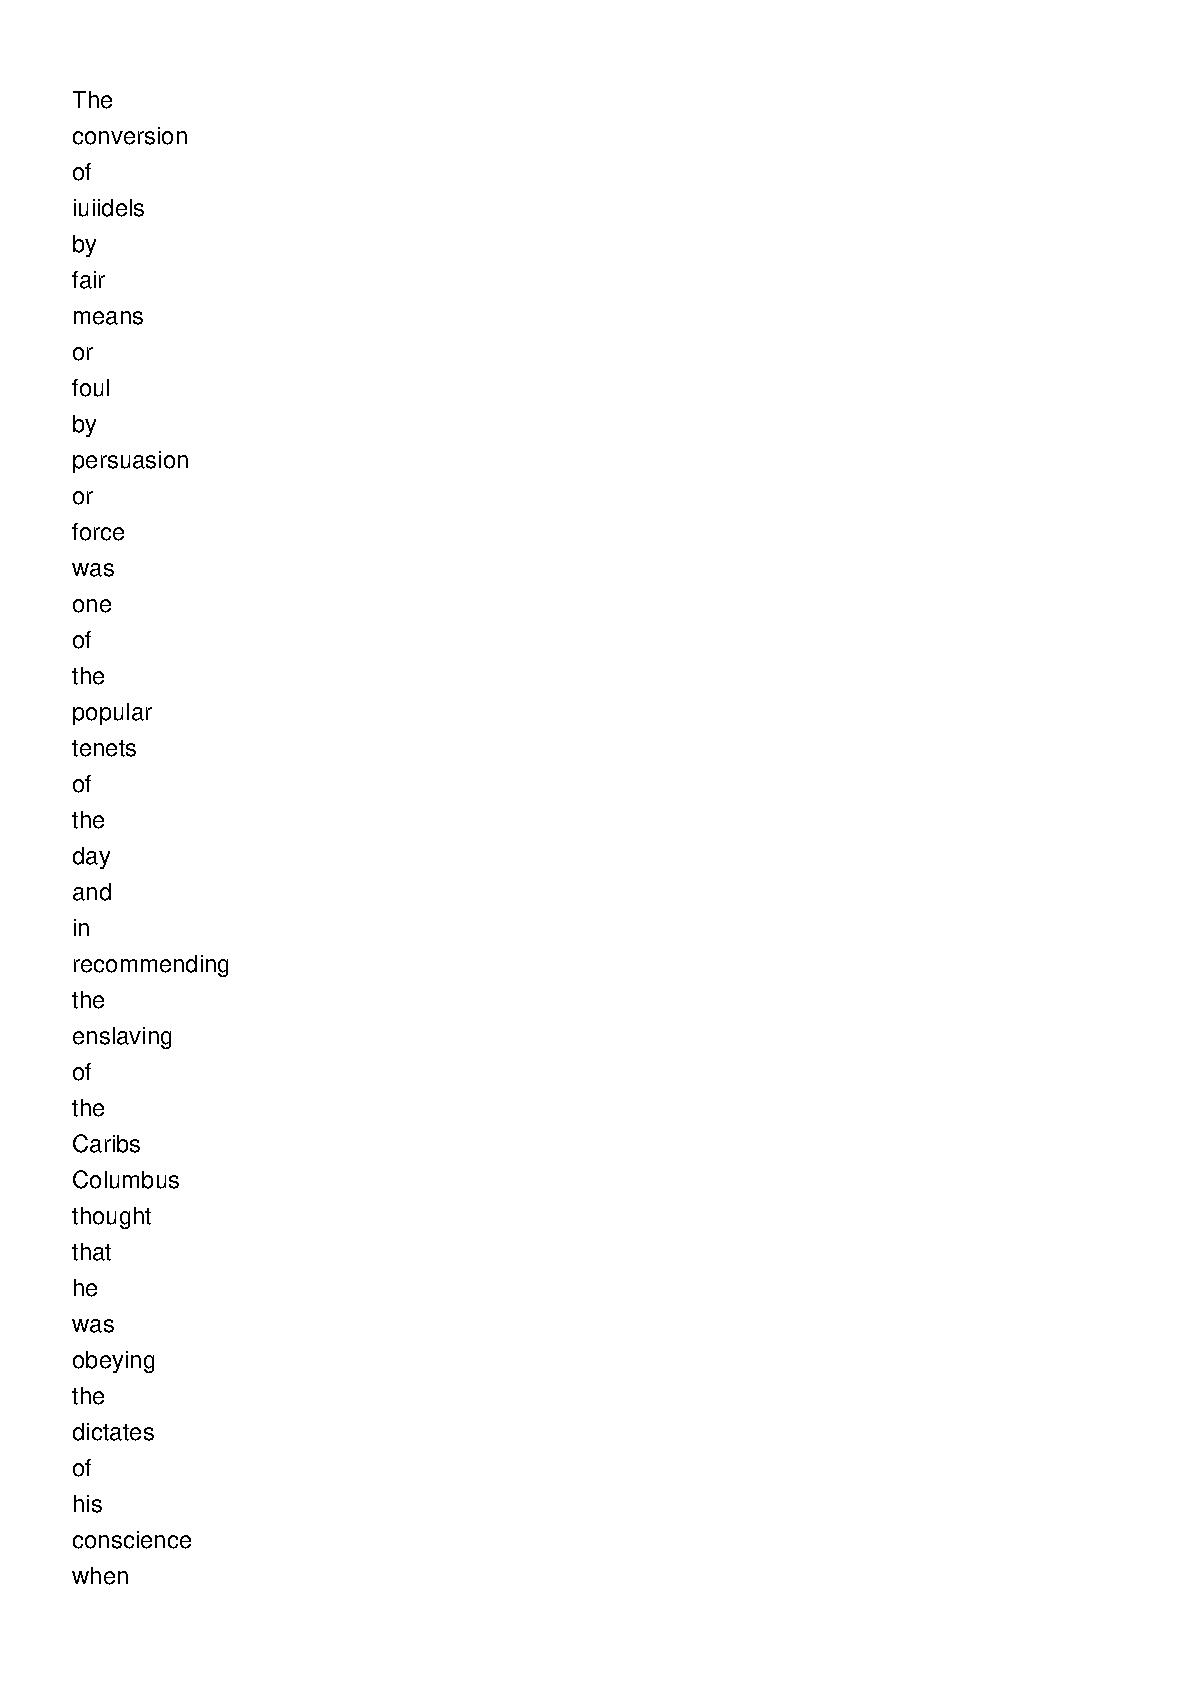 The
conversion
of
iuiidels
by
fair
means
or
foul
by
persuasion
or
force
was
one
of
the
popular
tenets
of
the
day
and
in
recommending
the
enslaving
of
the
Caribs
Columbus
thought
that
he
was
obeying
the
dictates
of
his
conscience
when